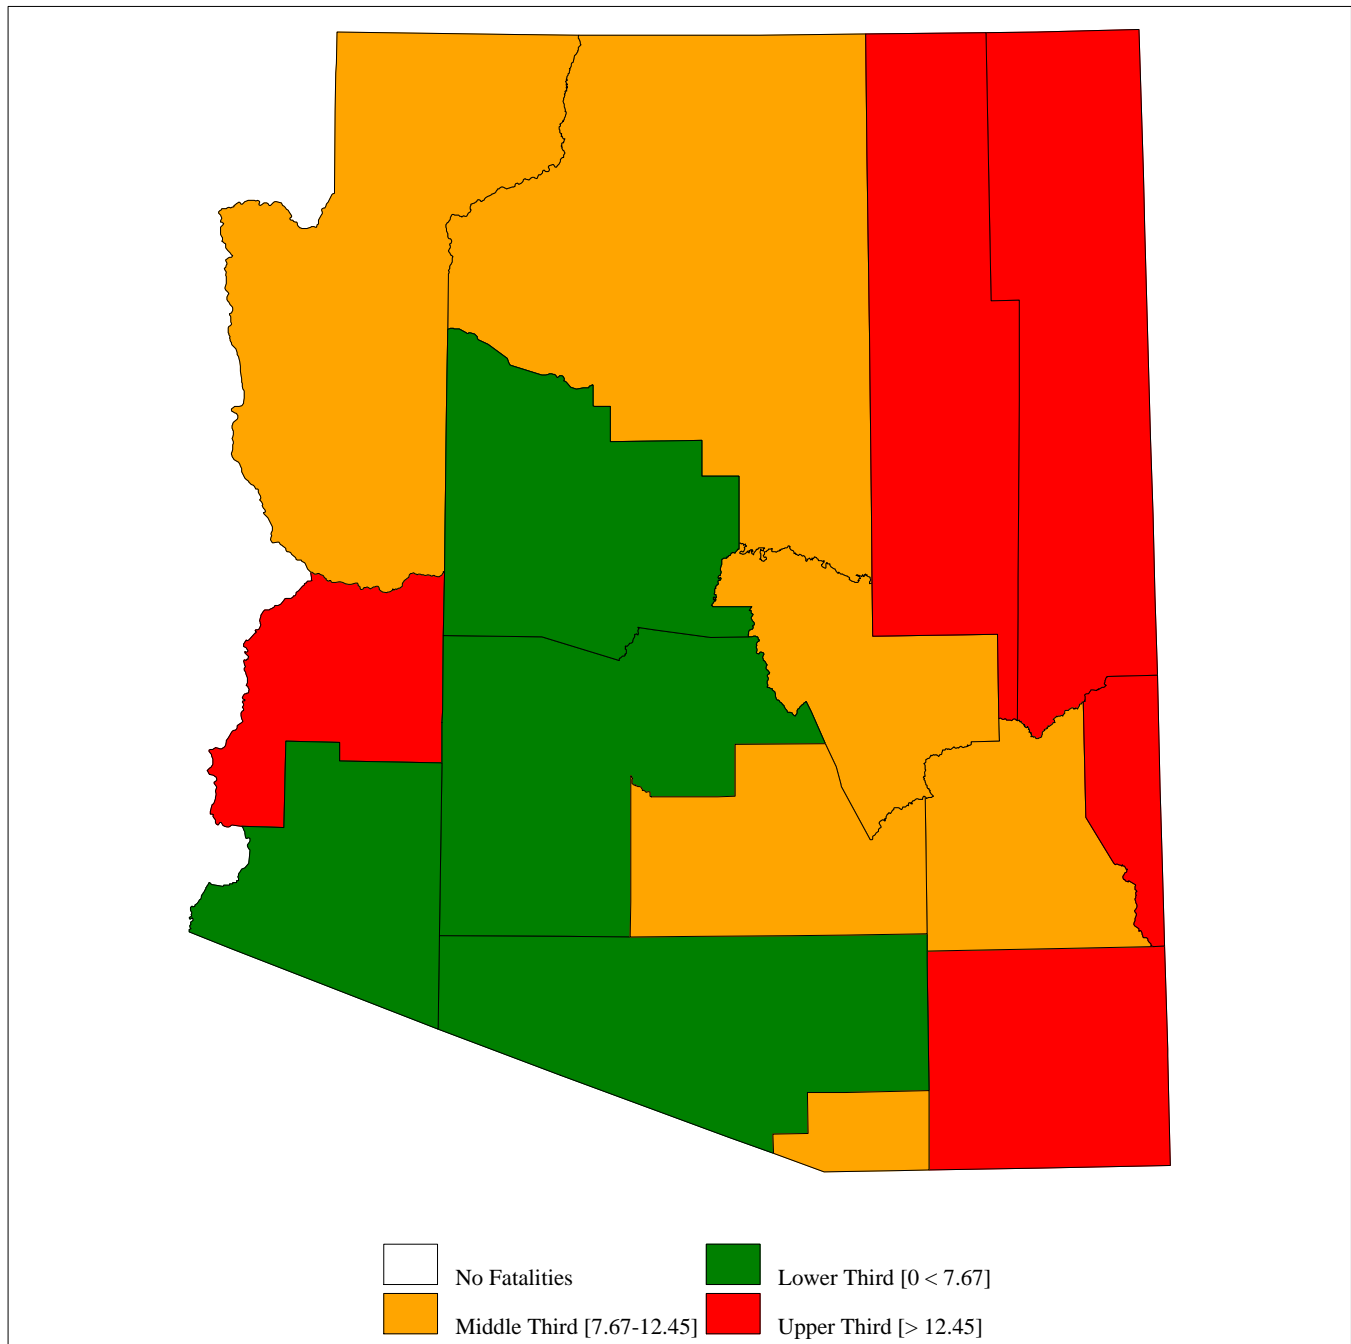 No Fatalities
Lower Third [0 < 7.67]
Middle Third [7.67-12.45]
Upper Third [> 12.45]